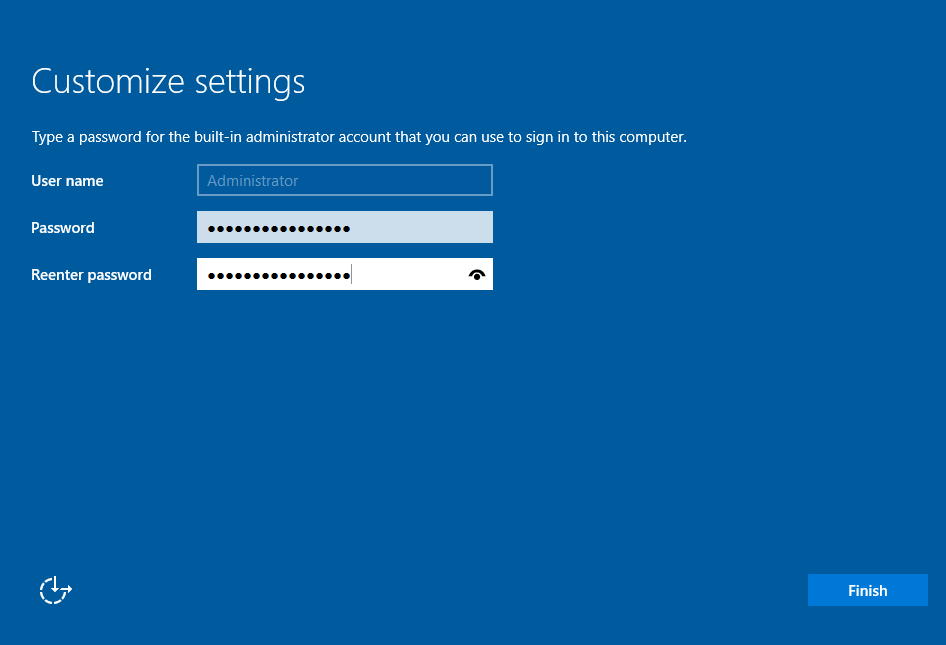 Customize settings
Type a password for the built-in administrator account that you can use to sign in to this computer.
User name
Administrator
Password
●●●●●●●●●●●●●●●●
Reenter password
●●●●●●●●●●●●●●●●
Finish